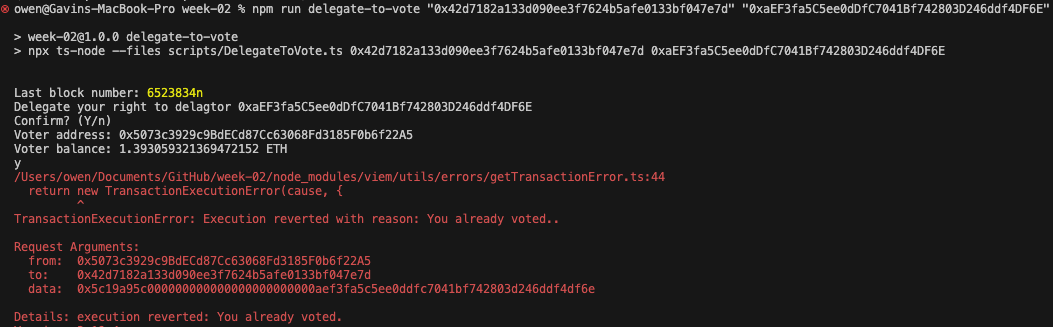 owen@Gavins-MacBook-Pro week-02 % npm run delegate-to-vote "0x42d7182a133d090ee3f7624b5afe0133bf047e7d" "0xaEF3fa5C5ee0dDfC7041Bf742803D246ddf4DF6E"
> week-02@1.0.0 delegate-to-vote
> npx ts-node --files scripts/DelegateToVote.ts 0x42d7182a133d090ee3f7624b5afe0133bf047e7d 0xaEF3fa5C5ee0dDfC7041Bf742803D246ddf4DF6E
Last block number: 6523834n
Delegate your right to delagtor 0xaEF3fa5C5ee0dDfC7041Bf742803D246ddf4DF6E
Confirm? (Y/n)
Voter address: 0x5073c3929c9BdECd87Cc63068Fd3185F0b6f22A5
Voter balance: 1.393059321369472152 ETH
y
/Users/owen/Documents/GitHub/week-02/node_modules/viem/utils/errors/getTransactionError.ts:44
return new TransactionExecutionError(cause, {
^
TransactionExecutionError: Execution reverted with reason: You already voted..
Request Arguments:
from: 0x5073c3929c9BdECd87Cc63068Fd3185F0b6f22A5
to: 0x42d7182a133d090ee3f7624b5afe0133bf047e7d
data: 0x5c19a95c000000000000000000000000aef3fa5c5ee0ddfc7041bf742803d246ddf4df6e
Details: execution reverted: You already voted.